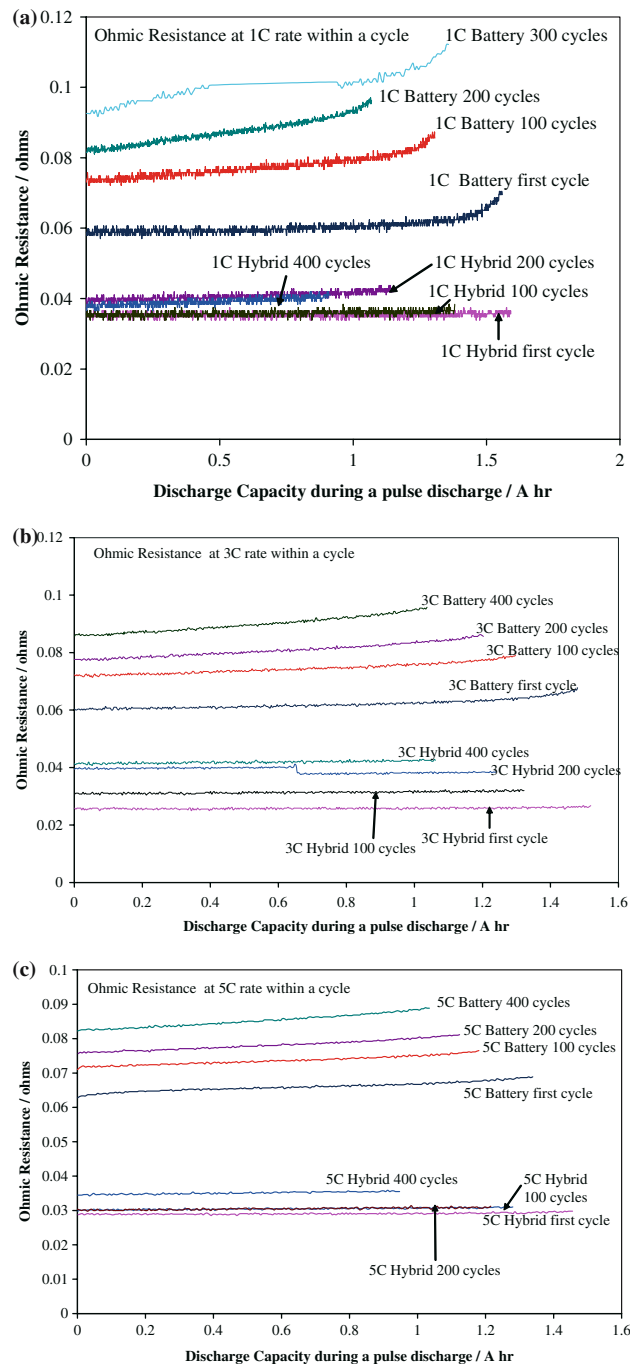 (a)
0.12
0.1
0.08
0.06
0.04
0.02
0
Ohmic Resistance / ohms
Ohmic Resistance at 1C rate within a cycle
1C Battery 300 cycles
1C Battery 200 cycles
1C Battery 100 cycles
1C Battery first cycle
1C Hybrid 400 cycles
1C Hybrid 200 cycles
1C Hybrid 100 cycles
1C Hybrid first cycle
0 0.5 1 1.5 2
Discharge Capacity during a pulse discharge / A hr
(b)
0.12
0.1
0.08
0.06
0.04
0.02
0
Ohmic Resistance / ohms
Ohmic Resistance at 3C rate within a cycle
3C Battery 400 cycles
3C Battery 200 cycles
3C Battery 100 cycles
3C Battery first cycle
3C Hybrid 400 cycles
3C Hybrid 200 cycles
3C Hybrid 100 cycles
3C Hybrid first cycle
0 0.2 0.4 0.6 0.8 1 1.2 1.4 1.6
Discharge Capacity during a pulse discharge / A hr
(c)
0.1
0.09
0.08
0.07
0.06
0.05
0.04
0.03
0.02
0.01
0
Ohmic Resistance / ohms
Ohmic Resistance at 5C rate within a cycle
5C Battery 400 cycles
5C Battery 200 cycles
5C Battery 100 cycles
5C Battery first cycle
5C Hybrid 400 cycles
5C Hybrid
100 cycles
5C Hybrid first cycle
5C Hybrid 200 cycles
0 0.2 0.4 0.6 0.8 1 1.2 1.4 1.6
Discharge Capacity during a pulse discharge / A hr